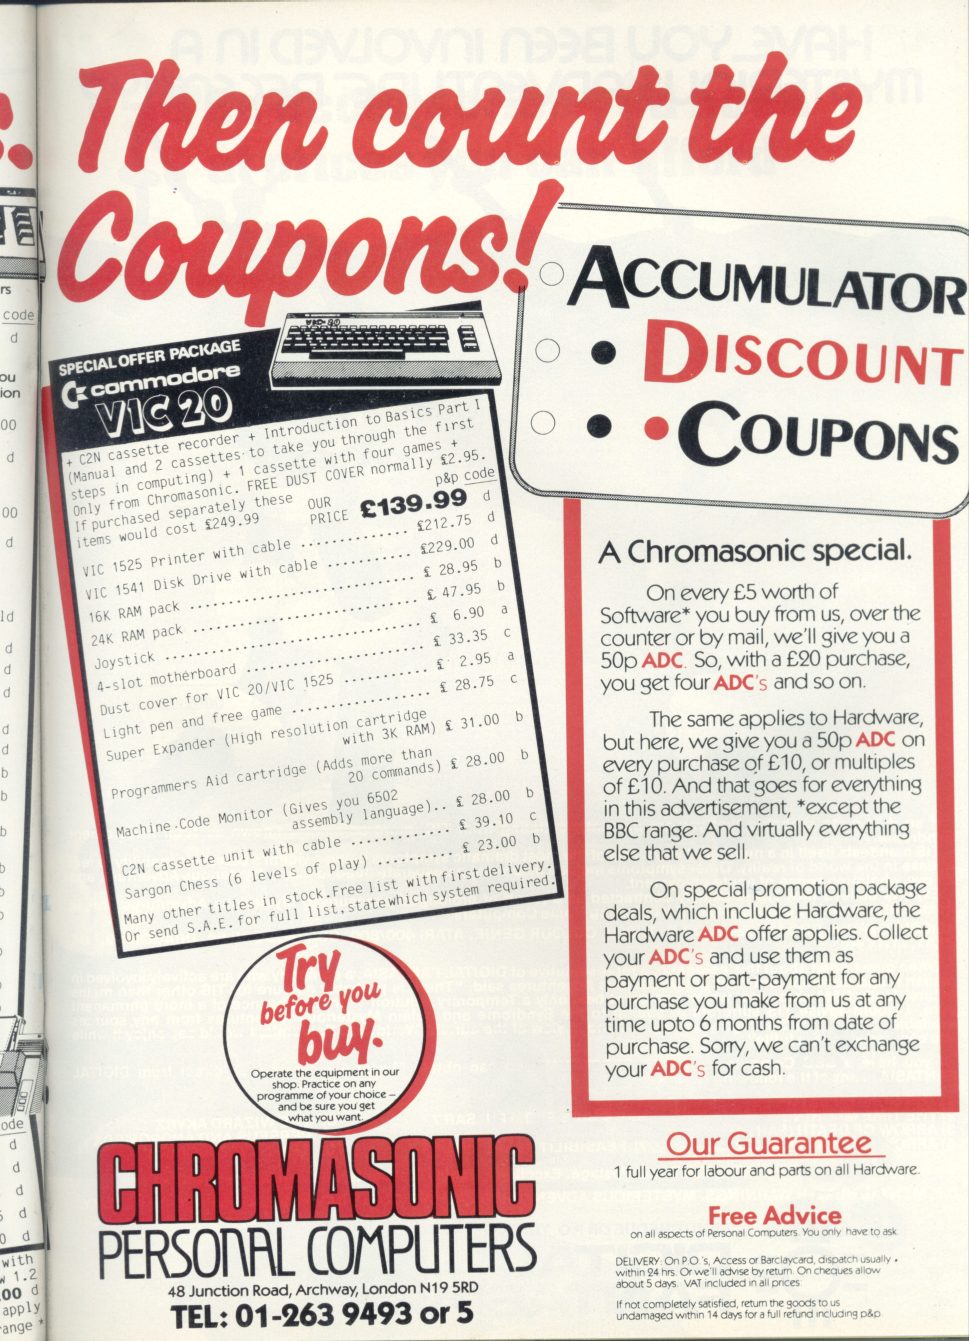 s. Then count the
Coupons!
ACCUMULATOR
DISCOUNT
COUPONS
SPECIAL OFFER PACKAGE
commodore
VIC 20
VIC-20
+ C2N cassette recorder + Introduction to Basics Part I
(Manual and 2 cassettes to take you through the first
steps in computing) + 1 cassette with four games +
Only from Chromasonic. FREE DUST COVER normally £2.95.
p&p code
If purchased separately these OUR £139.99 d
items would cost £249.99 PRICE
VIC 1525 Printer with cable .............. £212.75 d
VIC 1541 Disk Drive with cable ........... £229.00 d
16K RAM pack ............................. £ 28.95 b
24K RAM pack ............................. £ 47.95 b
Joystick ................................. £ 6.90 a
4-slot motherboard ....................... £ 33.35 c
Dust cover for VIC 20/VIC 1525 ........... £ 2.95 a
Light pen and free game .................. £ 28.75 c
Super Expander (High resolution cartridge
with 3K RAM) £ 31.00 b
Programmers Aid cartridge (Adds more than
20 commands) £ 28.00 b
Machine Code Monitor (Gives you 6502
assembly language).. £ 28.00 b
C2N cassette unit with cable .......... £ 39.10 c
Sargon Chess (6 levels of play) .......... £ 23.00 b
Many other titles in stock.Free list with first delivery.
Or send S.A.E. for full list, state which system required.
Try
before you
buy.
Operate the equipment in our
shop. Practice on any
programme of your choice –
and be sure you get
what you want.
CHROMASONIC
PERSONAL COMPUTERS
48 Junction Road, Archway, London N19 5RD
TEL: 01-263 9493 or 5
A Chromasonic special.
On every £5 worth of
Software* you buy from us, over the
counter or by mail, we'll give you a
50p ADC. So, with a £20 purchase,
you get four ADC's and so on.
The same applies to Hardware,
but here, we give you a 50p ADC on
every purchase of £10, or multiples
of £10. And that goes for everything
in this advertisement, *except the
BBC range. And virtually everything
else that we sell.
On special promotion package
deals, which include Hardware, the
Hardware ADC offer applies. Collect
your ADC's and use them as
payment or part-payment for any
purchase you make from us at any
time upto 6 months from date of
purchase. Sorry, we can't exchange
your ADC's for cash.
Our Guarantee
1 full year for labour and parts on all Hardware.
Free Advice
on all aspects of Personal Computers. You only have to ask.
DELIVERY: On P.O.'s, Access or Barclaycard, dispatch usually
within 24 hrs. Or we'll advise by return. On cheques allow
about 5 days. VAT included in all prices.
If not completely satisfied, return the goods to us
undamaged within 14 days for a full refund including p&p.